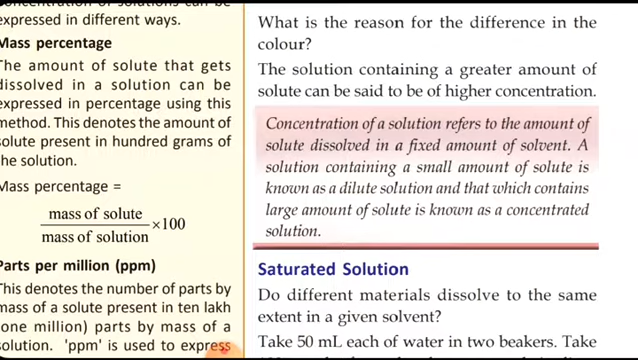 Concentration of solutions can be
expressed in different ways.
Mass percentage
The amount of solute that gets
dissolved in a solution can be
expressed in percentage using this
method. This denotes the amount of
solute present in hundred grams of
the solution.
Mass percentage =
mass of solute
mass of solution ×100
Parts per million (ppm)
This denotes the number of parts by
mass of a solute present in ten lakh
(one million) parts by mass of a
solution. 'ppm' is used to express
What is the reason for the difference in the
colour?
The solution containing a greater amount of
solute can be said to be of higher concentration.
Concentration of a solution refers to the amount of
solute dissolved in a fixed amount of solvent. A
solution containing a small amount of solute is
known as a dilute solution and that which contains
large amount of solute is known as a concentrated
solution.
Saturated Solution
Do different materials dissolve to the same
extent in a given solvent?
Take 50 mL each of water in two beakers. Take